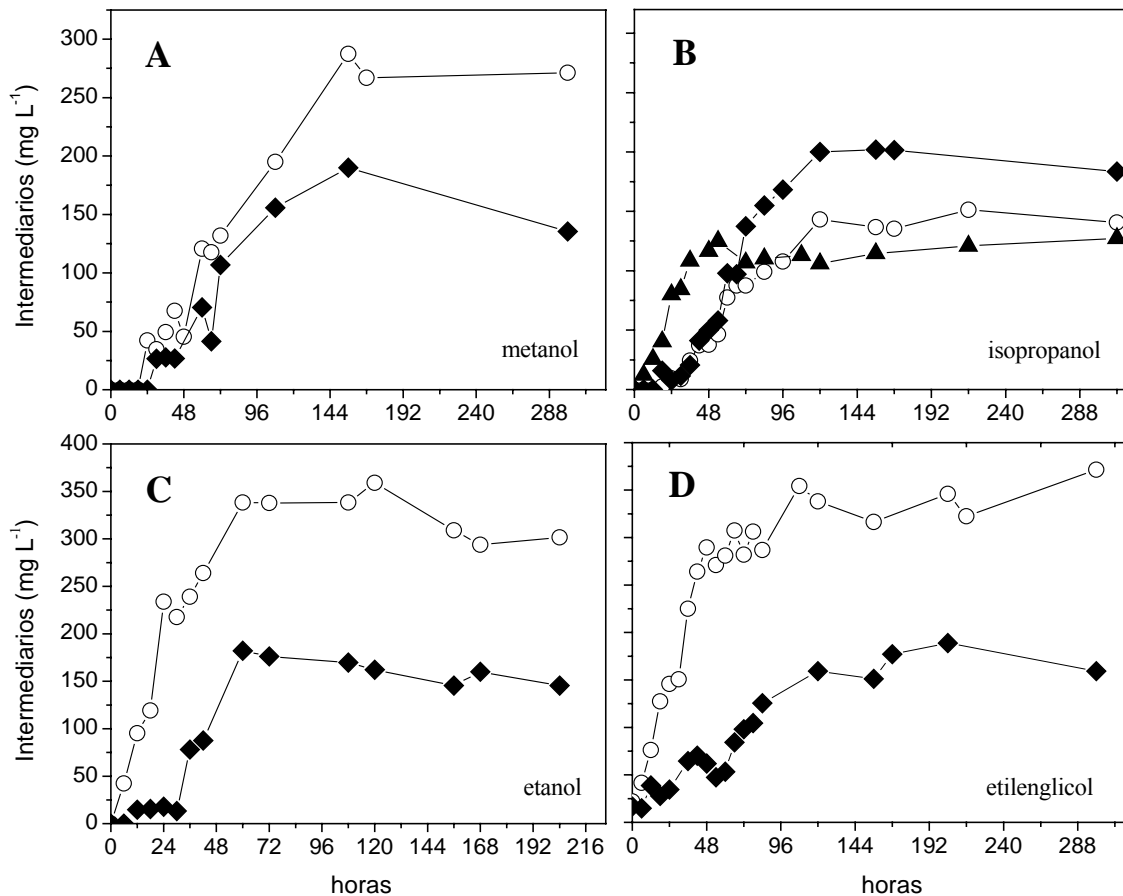 A
B
300
250
200
150
100
50
0
Intermediarios (mg L⁻¹)
metanol
isopropanol
0 48 96 144 192 240 288
0 48 96 144 192 240 288
C
D
400
350
300
250
200
150
100
50
0
Intermediarios (mg L⁻¹)
etanol
etilenglicol
0 24 48 72 96 120 144 168 192 216
0 48 96 144 192 240 288
horas
horas